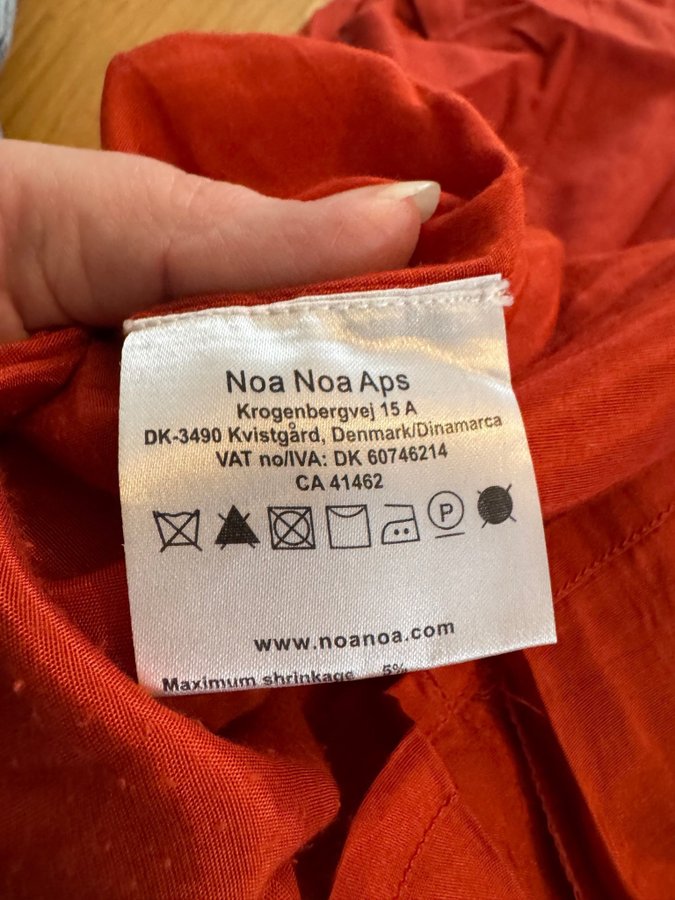 Noa Noa Aps
Krogenbergvej 15 A
DK-3490 Kvistgård, Denmark/Dinamarca
VAT no/IVA: DK 60746214
CA 41462
P
www.noanoa.com
Maximum shrinkage 5%